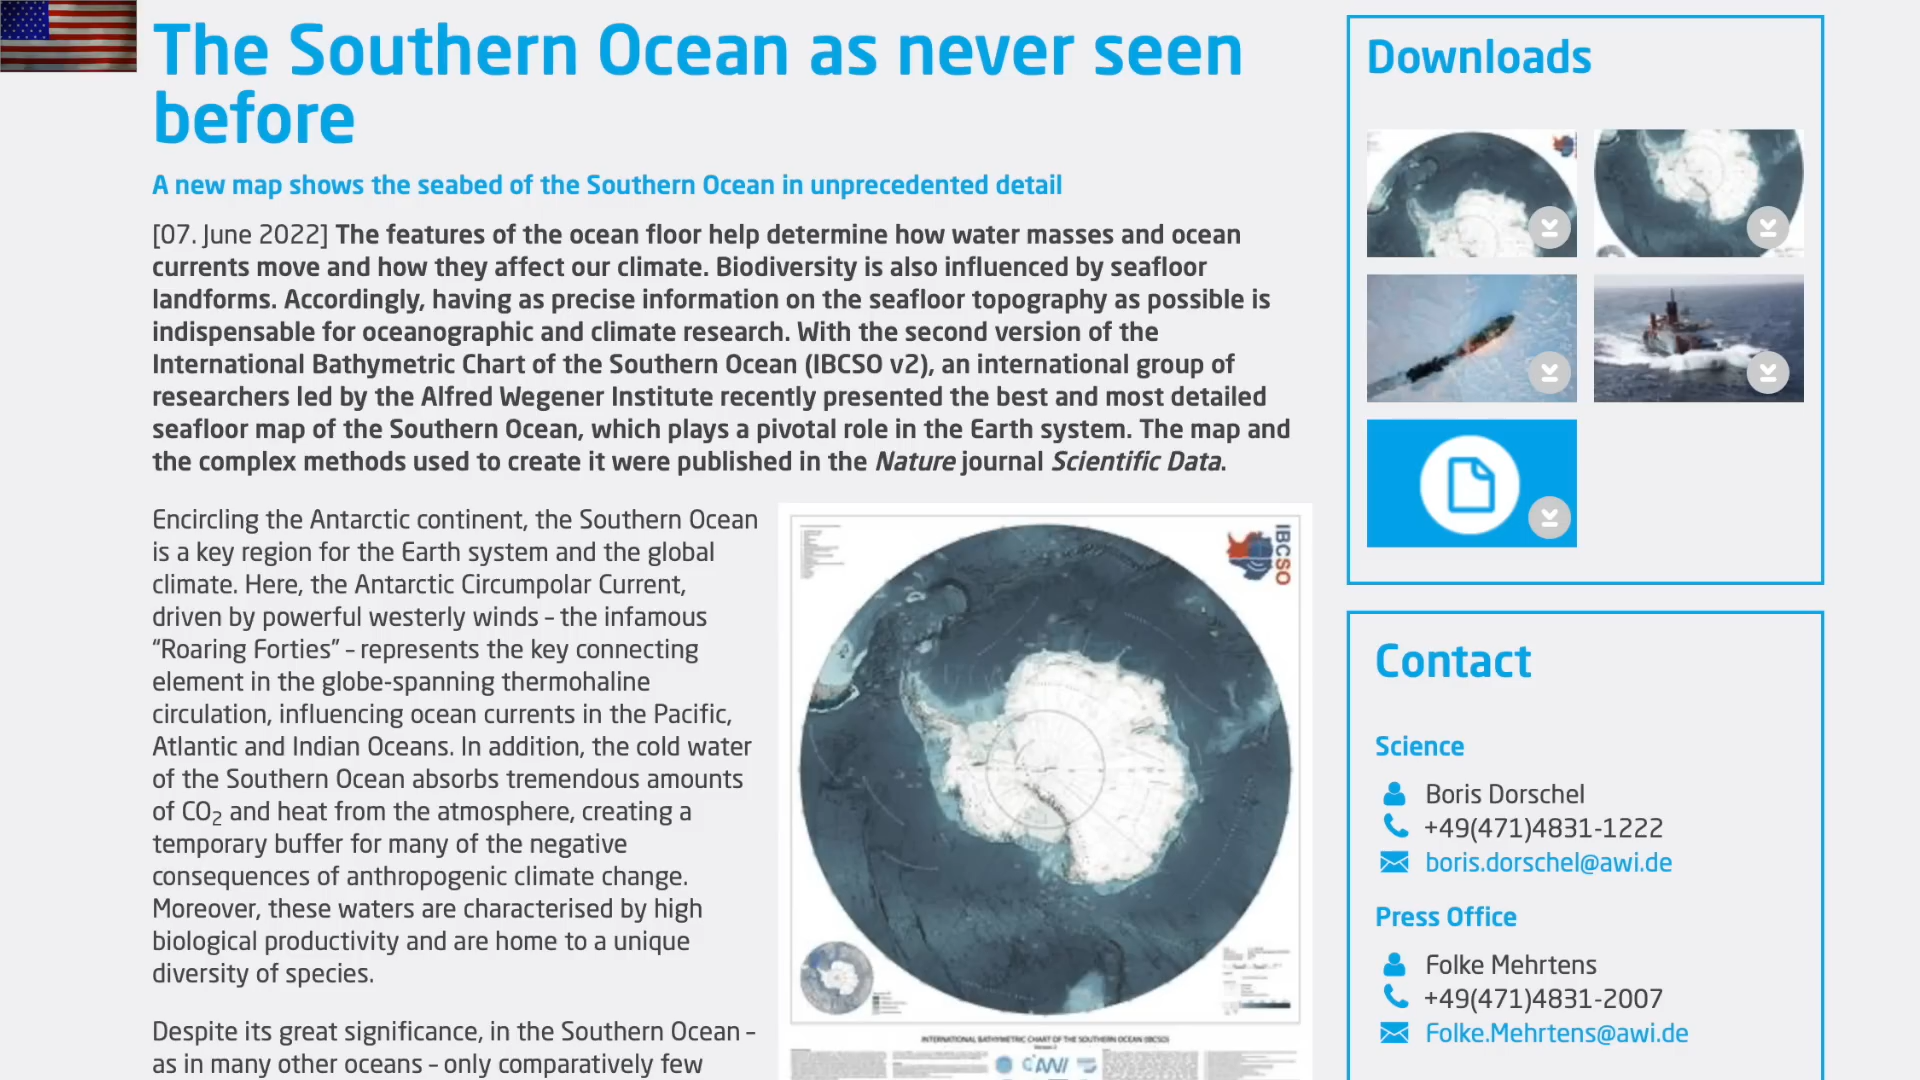 The Southern Ocean as never seen
before
A new map shows the seabed of the Southern Ocean in unprecedented detail
[07. June 2022] The features of the ocean floor help determine how water masses and ocean
currents move and how they affect our climate. Biodiversity is also influenced by seafloor
landforms. Accordingly, having as precise information on the seafloor topography as possible is
indispensable for oceanographic and climate research. With the second version of the
International Bathymetric Chart of the Southern Ocean (IBCSO v2), an international group of
researchers led by the Alfred Wegener Institute recently presented the best and most detailed
seafloor map of the Southern Ocean, which plays a pivotal role in the Earth system. The map and
the complex methods used to create it were published in the Nature journal Scientific Data.
Encircling the Antarctic continent, the Southern Ocean
is a key region for the Earth system and the global
climate. Here, the Antarctic Circumpolar Current,
driven by powerful westerly winds – the infamous
“Roaring Forties” – represents the key connecting
element in the globe-spanning thermohaline
circulation, influencing ocean currents in the Pacific,
Atlantic and Indian Oceans. In addition, the cold water
of the Southern Ocean absorbs tremendous amounts
of CO₂ and heat from the atmosphere, creating a
temporary buffer for many of the negative
consequences of anthropogenic climate change.
Moreover, these waters are characterised by high
biological productivity and are home to a unique
diversity of species.
Despite its great significance, in the Southern Ocean –
as in many other oceans – only comparatively few
IBCSO
INTERNATIONAL BATHYMETRIC CHART OF THE SOUTHERN OCEAN (IBCSO)
AWI
Downloads
Contact
Science
Boris Dorschel
+49(471)4831-1222
boris.dorschel@awi.de
Press Office
Folke Mehrtens
+49(471)4831-2007
Folke.Mehrtens@awi.de